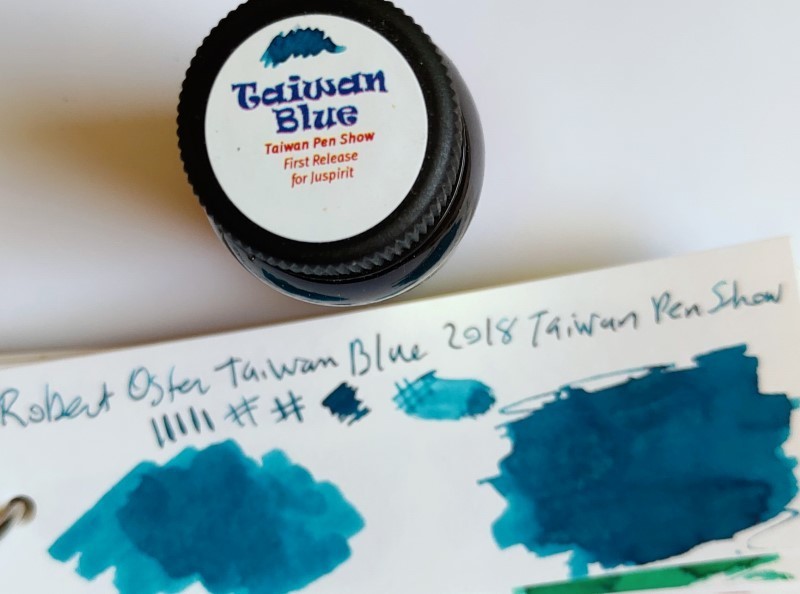 Taiwan
Blue
Taiwan Pen Show
First Release
for Juspirit
Robert Oster Taiwan Blue 2018 Taiwan Pen Show